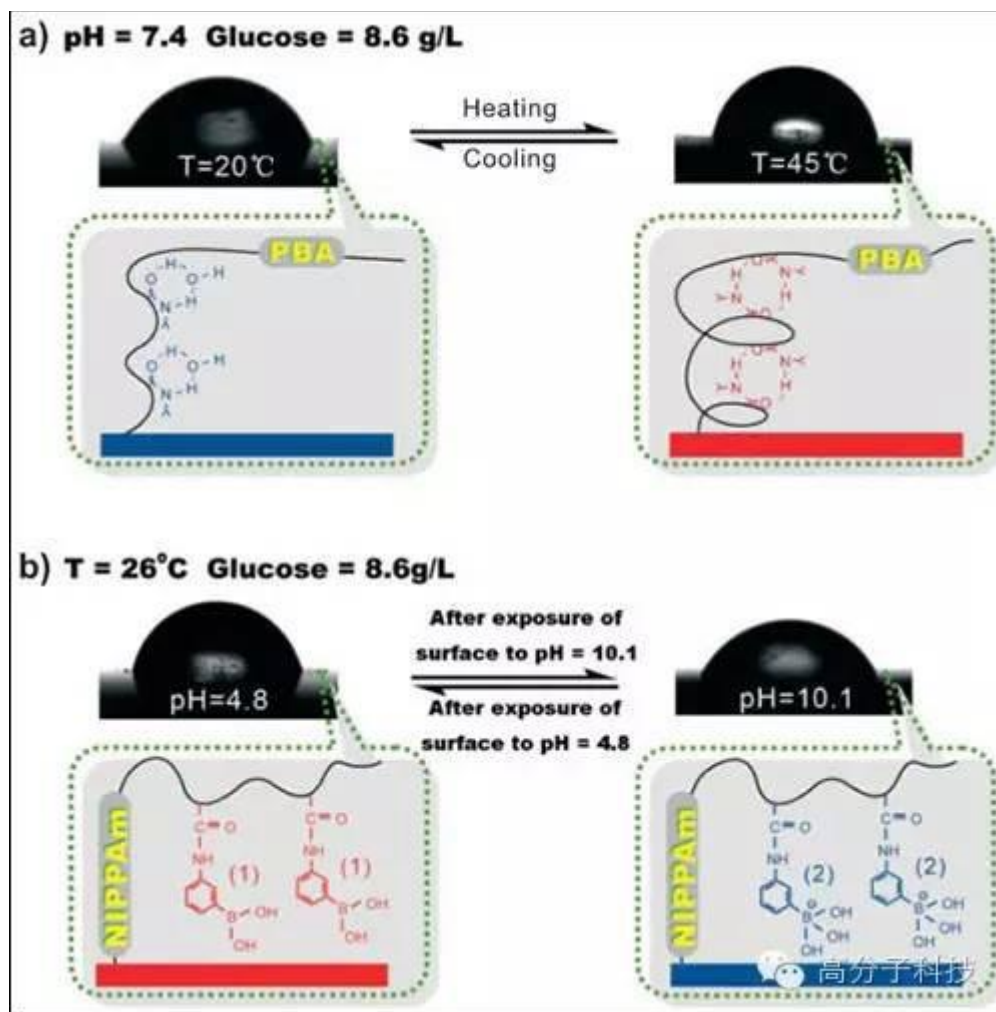 a) pH = 7.4 Glucose = 8.6 g/L
Heating
Cooling
T=20℃
T=45℃
PBA
PBA
O H O H
N H
O H O H
N H
H O N
N O H
H O N
N O H
b) T = 26°C Glucose = 8.6g/L
After exposure of
surface to pH = 10.1
After exposure of
surface to pH = 4.8
pH=4.8
pH=10.1
NIPPAm
C=O
NH
(1)
B OH
OH
C=O
NH
(1)
B OH
OH
NIPPAm
C=O
NH
(2)
B⊖ OH
OH
OH
C=O
NH
(2)
B⊖ OH
OH
OH
高分子科技